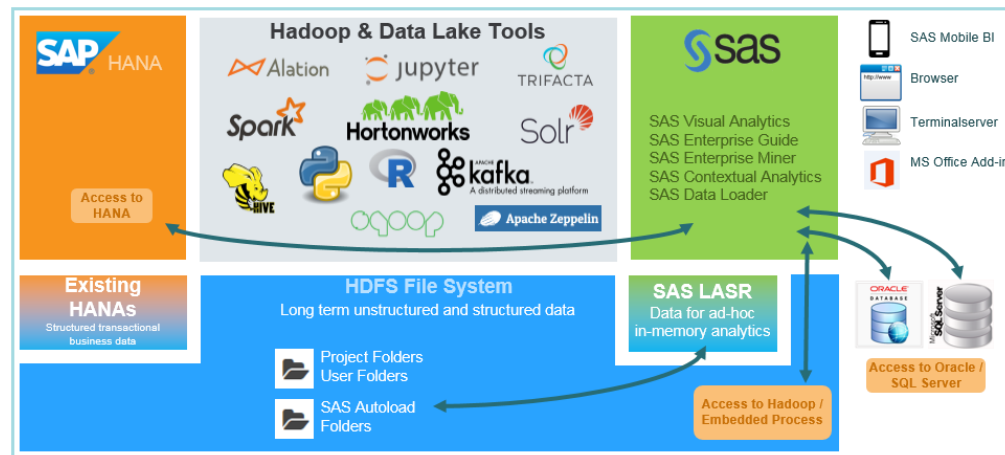 SAP HANA
Access to
HANA
Hadoop & Data Lake Tools
Alation
jupyter
TRIFACTA
Spark
Hortonworks
Solr
HIVE
R
APACHE
kafka
A distributed streaming platform
sqoop
Apache Zeppelin
sas
SAS Visual Analytics
SAS Enterprise Guide
SAS Enterprise Miner
SAS Contextual Analytics
SAS Data Loader
SAS Mobile BI
http://www
Browser
Terminalserver
MS Office Add-in
Existing
HANAs
Structured transactional
business data
HDFS File System
Long term unstructured and structured data
Project Folders
User Folders
SAS Autoload
Folders
SAS LASR
Data for ad-hoc
in-memory analytics
Access to Hadoop /
Embedded Process
ORACLE
DATABASE
Microsoft
SQL Server
Access to Oracle /
SQL Server